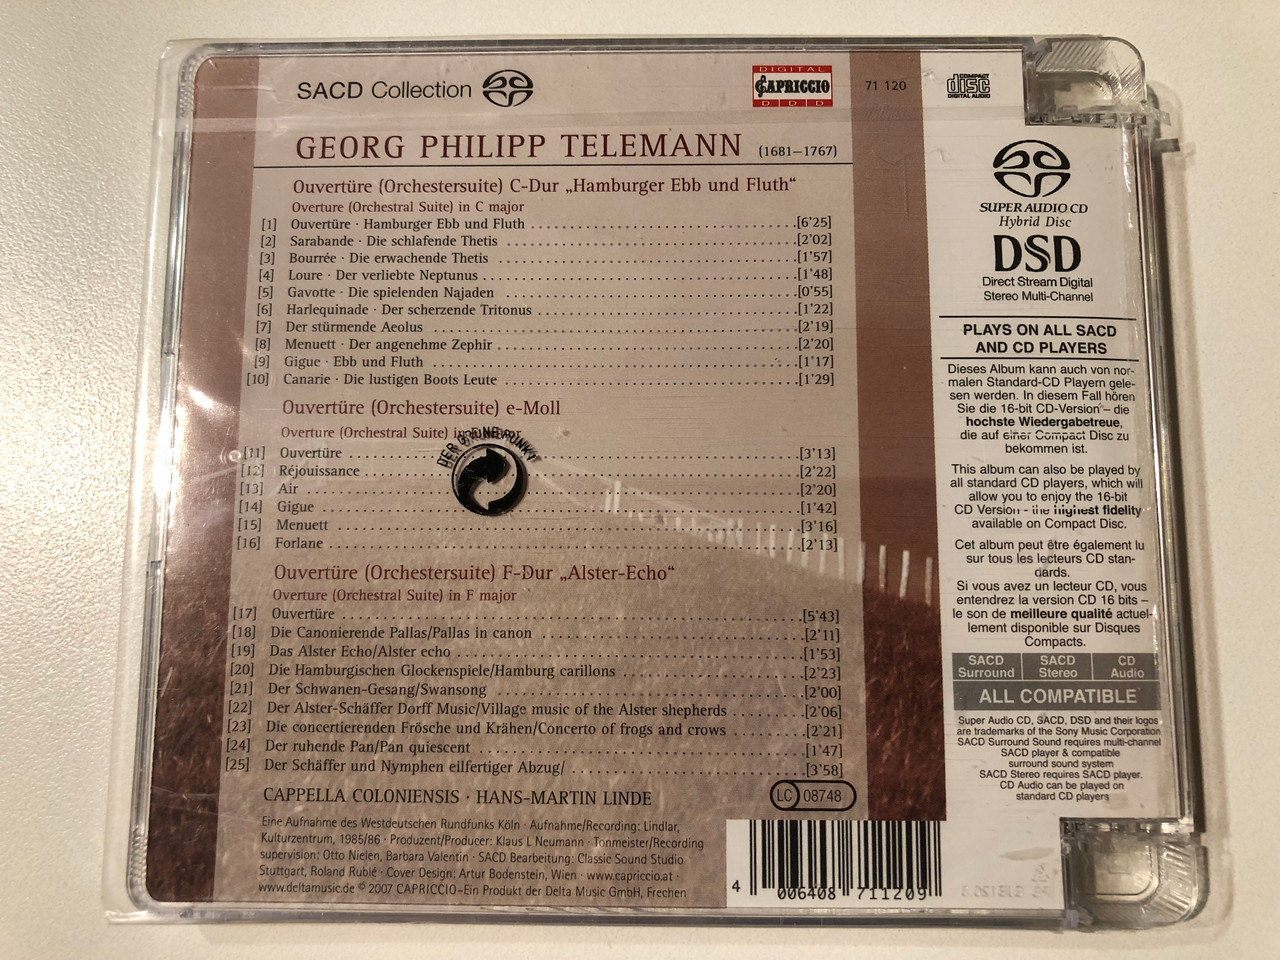 SACD Collection
DIGITAL
CAPRICCIO
D D D
71 120
COMPACT
disc
DIGITAL AUDIO
GEORG PHILIPP TELEMANN (1681–1767)
Ouvertüre (Orchestersuite) C-Dur „Hamburger Ebb und Fluth“
Overture (Orchestral Suite) in C major
[1] Ouvertüre · Hamburger Ebb und Fluth [6'25]
[2] Sarabande · Die schlafende Thetis [2'02]
[3] Bourrée · Die erwachende Thetis [1'57]
[4] Loure · Der verliebte Neptunus [1'48]
[5] Gavotte · Die spielenden Najaden [0'55]
[6] Harlequinade · Der scherzende Tritonus [1'22]
[7] Der stürmende Aeolus [2'19]
[8] Menuett · Der angenehme Zephir [2'20]
[9] Gigue · Ebb und Fluth [1'17]
[10] Canarie · Die lustigen Boots Leute [1'29]
Ouvertüre (Orchestersuite) e-Moll
Overture (Orchestral Suite) in
DER GRÜNE PUNKT
[11] Ouvertüre [3'13]
[12] Réjouissance [2'22]
[13] Air [2'20]
[14] Gigue [1'42]
[15] Menuett [3'16]
[16] Forlane [2'13]
Ouvertüre (Orchestersuite) F-Dur „Alster-Echo“
Overture (Orchestral Suite) in F major
[17] Ouvertüre [5'43]
[18] Die Canonierende Pallas/Pallas in canon [2'11]
[19] Das Alster Echo/Alster echo [1'53]
[20] Die Hamburgischen Glockenspiele/Hamburg carillons [2'23]
[21] Der Schwanen-Gesang/Swansong [2'00]
[22] Der Alster-Schäffer Dorff Music/Village music of the Alster shepherds [2'06]
[23] Die concertierenden Frösche und Krähen/Concerto of frogs and crows [2'21]
[24] Der ruhende Pan/Pan quiescent [1'47]
[25] Der Schäffer und Nymphen eilfertiger Abzug/ [3'58]
CAPPELLA COLONIENSIS · HANS-MARTIN LINDE
LC 08748
Eine Aufnahme des Westdeutschen Rundfunks Köln · Aufnahme/Recording: Lindlar,
Kulturzentrum, 1985/86 · Produzent/Producer: Klaus L Neumann · Tonmeister/Recording
supervision: Otto Nielen, Barbara Valentin · SACD Bearbeitung: Classic Sound Studio
Stuttgart, Roland Rublé · Cover Design: Artur Bodenstein, Wien · www.capriccio.at ·
www.deltamusic.de © 2007 CAPRICCIO–Ein Produkt der Delta Music GmbH, Frechen
4 006408 711209
SUPER AUDIO CD
Hybrid Disc
DSD
Direct Stream Digital
Stereo Multi-Channel
PLAYS ON ALL SACD
AND CD PLAYERS
Dieses Album kann auch von nor-
malen Standard-CD Playern gele-
sen werden. In diesem Fall hören
Sie die 16-bit CD-Version – die
hochste Wiedergabetreue,
die auf einer Compact Disc zu
bekommen ist.
This album can also be played by
all standard CD players, which will
allow you to enjoy the 16-bit
CD Version - the highest fidelity
available on Compact Disc.
Cet album peut être également lu
sur tous les lecteurs CD stan-
dards.
Si vous avez un lecteur CD, vous
entendrez la version CD 16 bits –
le son de meilleure qualité actuel-
lement disponible sur Disques
Compacts.
SACD Surround SACD Stereo CD Audio
ALL COMPATIBLE
Super Audio CD, SACD, DSD and their logos
are trademarks of the Sony Music Corporation
SACD Surround Sound requires multi-channel
SACD player & compatible
surround sound system
SACD Stereo requires SACD player.
CD Audio can be played on
standard CD players